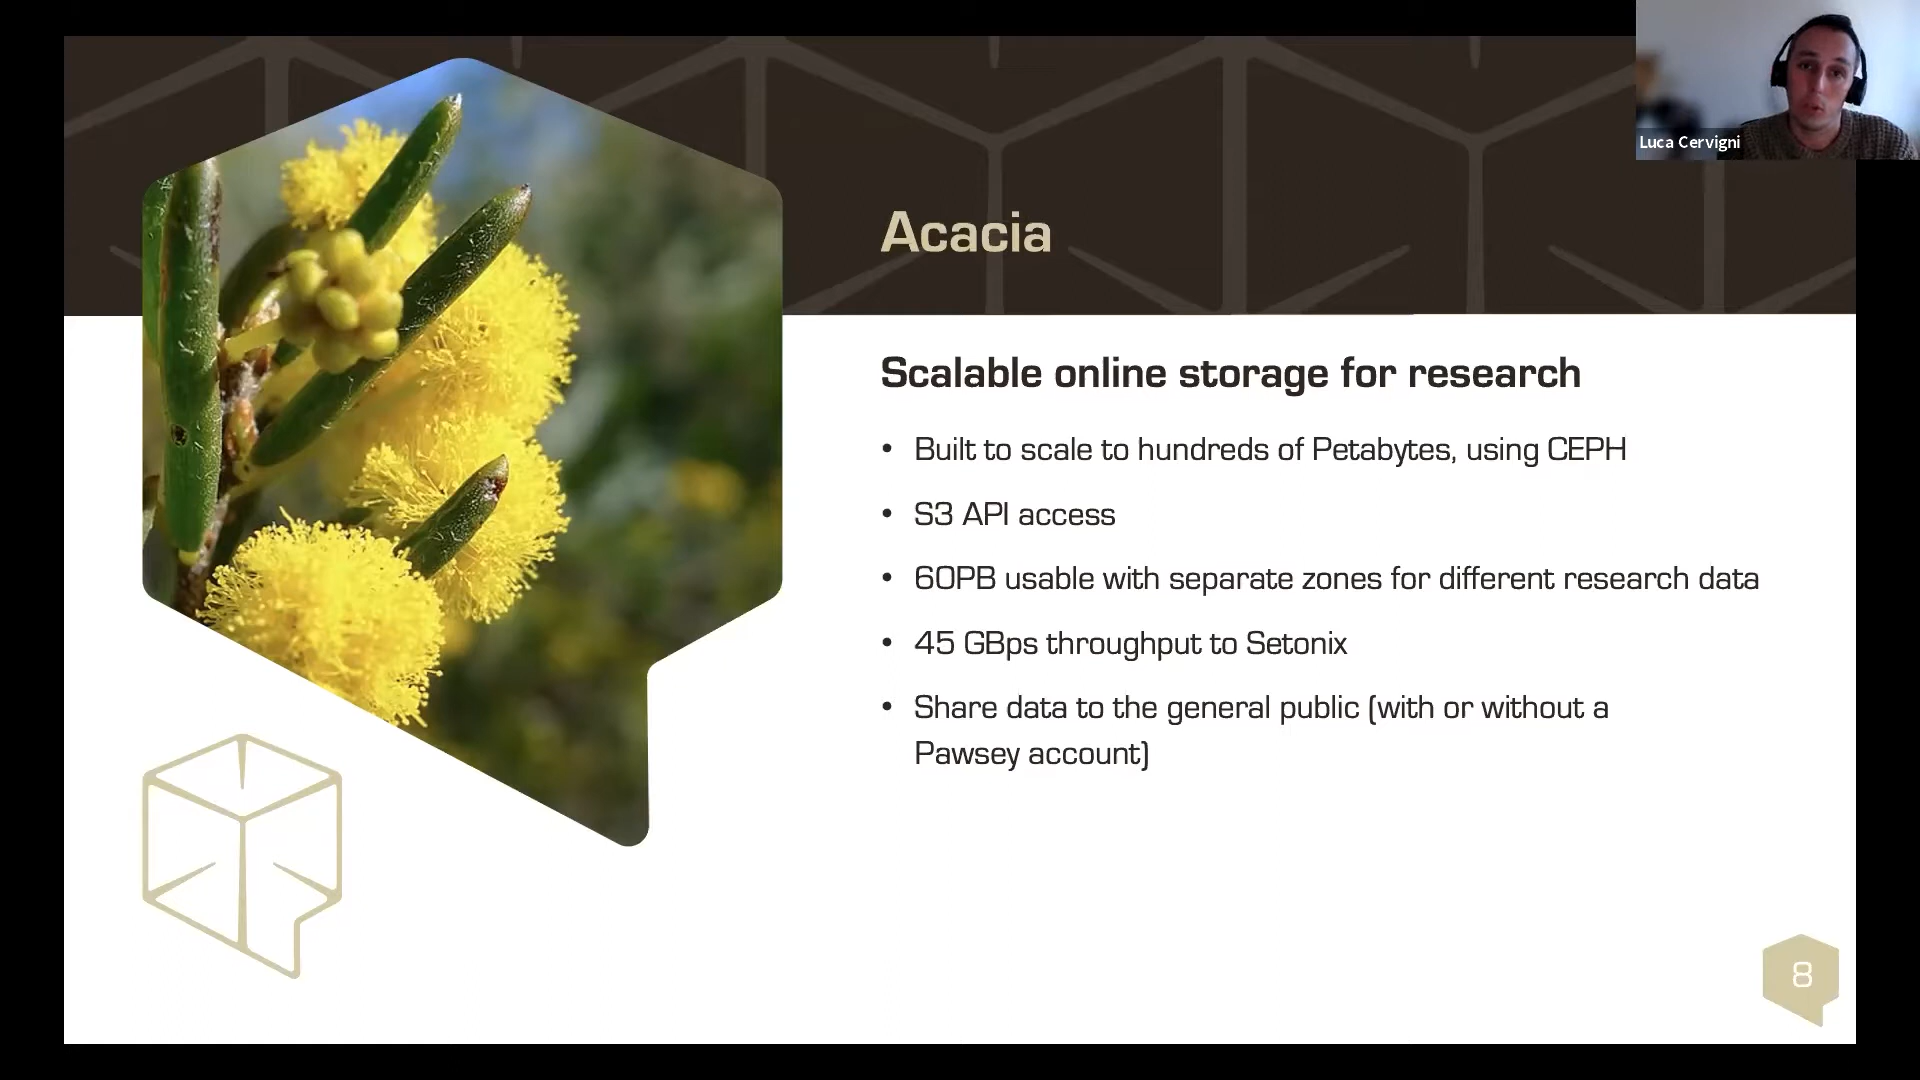 Luca Cervigni
Acacia
Scalable online storage for research
• Built to scale to hundreds of Petabytes, using CEPH
• S3 API access
• 60PB usable with separate zones for different research data
• 45 GBps throughput to Setonix
• Share data to the general public (with or without a
Pawsey account)
8